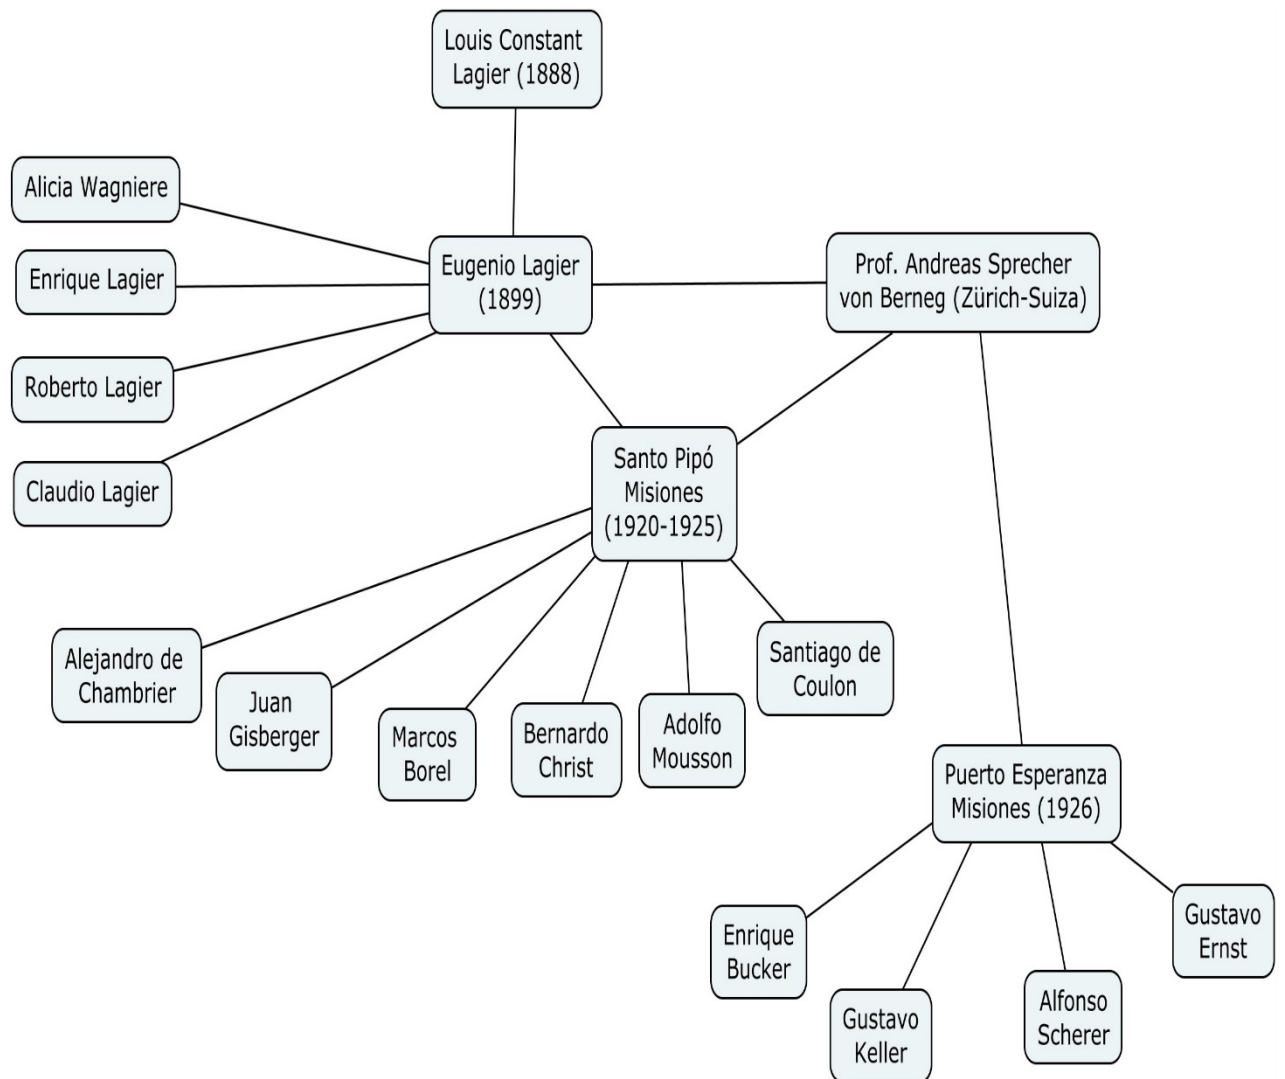 Louis Constant
Lagier (1888)
Alicia Wagniere
Enrique Lagier
Roberto Lagier
Claudio Lagier
Eugenio Lagier
(1899)
Prof. Andreas Sprecher
von Berneg (Zürich-Suiza)
Santo Pipó
Misiones
(1920-1925)
Alejandro de
Chambrier
Juan
Gisberger
Marcos
Borel
Bernardo
Christ
Adolfo
Mousson
Santiago de
Coulon
Puerto Esperanza
Misiones (1926)
Enrique
Bucker
Gustavo
Keller
Alfonso
Scherer
Gustavo
Ernst